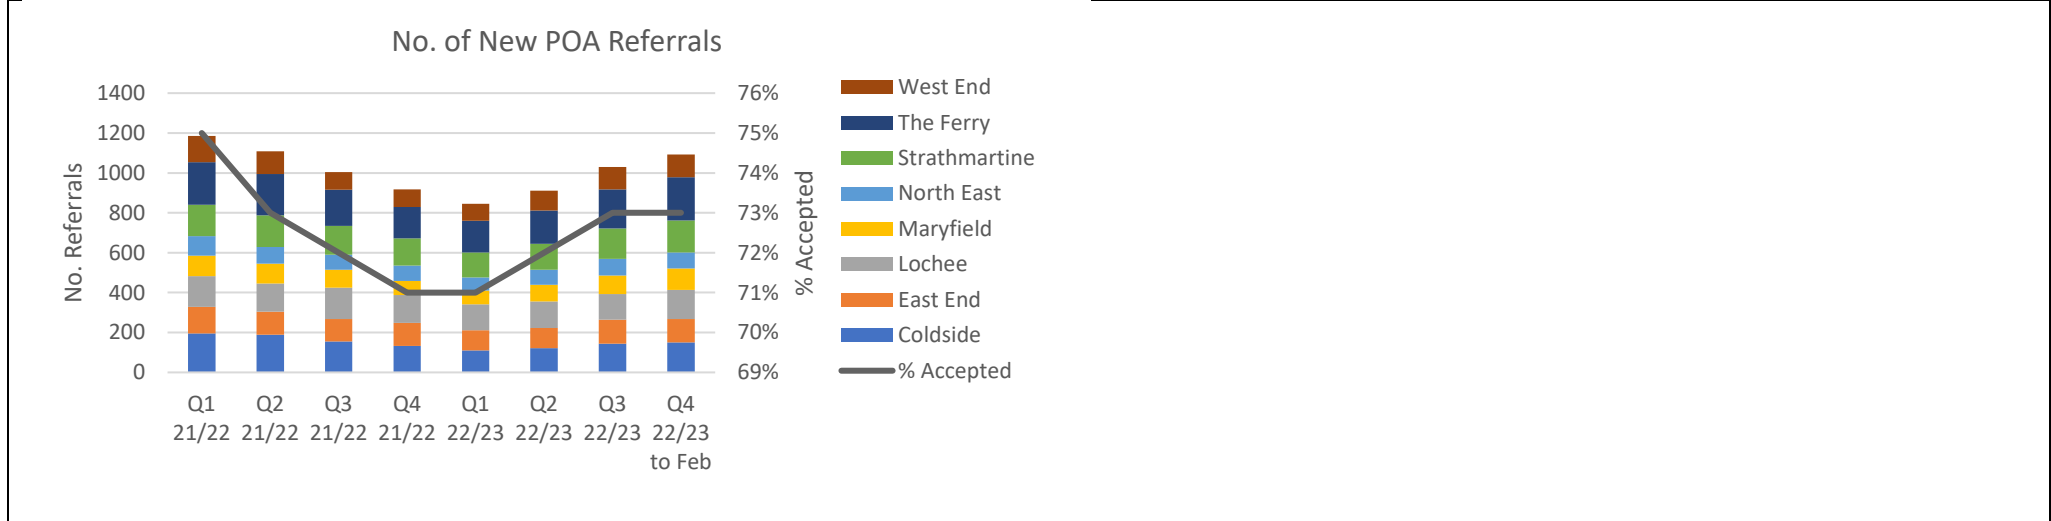 No. of New POA Referrals
1400
1200
1000
800
600
400
200
0
No. Referrals
76%
75%
74%
73%
72%
71%
70%
69%
% Accepted
Q1 Q2 Q3 Q4 Q1 Q2 Q3 Q4
21/22 21/22 21/22 21/22 22/23 22/23 22/23 22/23
to Feb
West End
The Ferry
Strathmartine
North East
Maryfield
Lochee
East End
Coldside
% Accepted